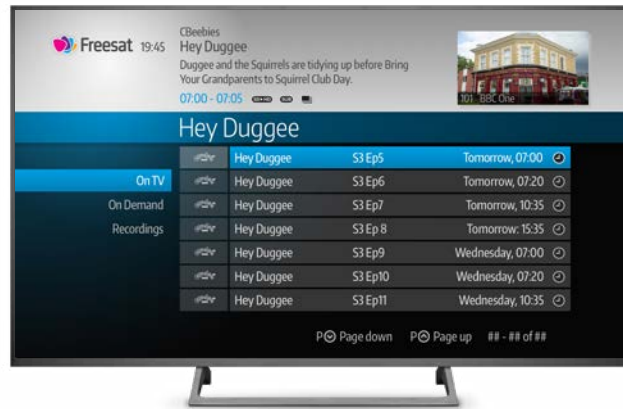 Freesat 19:45
CBeebies
Hey Duggee
Duggee and the Squirrels are tidying up before Bring
Your Grandparents to Squirrel Club Day.
07:00 - 07:05
101 BBC One
Hey Duggee
On TV
On Demand
Recordings
Hey Duggee S3 Ep5 Tomorrow, 07:00
Hey Duggee S3 Ep6 Tomorrow, 07:20
Hey Duggee S3 Ep7 Tomorrow, 10:35
Hey Duggee S3 Ep 8 Tomorrow: 15:35
Hey Duggee S3 Ep9 Wednesday, 07:00
Hey Duggee S3 Ep10 Wednesday, 07:20
Hey Duggee S3 Ep11 Wednesday, 10:35
P Page down P Page up ## - ## of ##